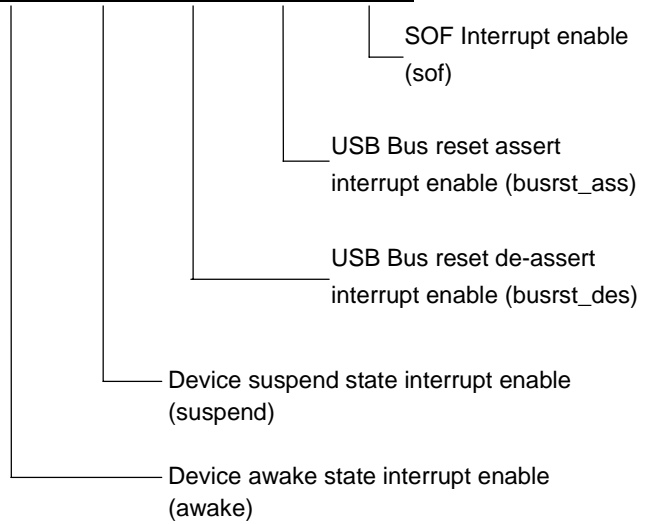 SOF Interrupt enable
(sof)
USB Bus reset assert
interrupt enable (busrst_ass)
USB Bus reset de-assert
interrupt enable (busrst_des)
Device suspend state interrupt enable
(suspend)
Device awake state interrupt enable
(awake)